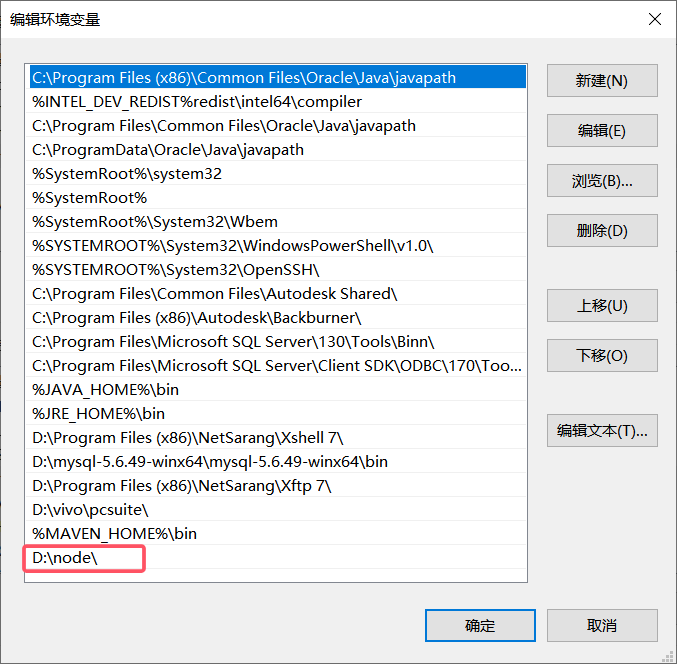 编辑环境变量
C:\Program Files (x86)\Common Files\Oracle\Java\javapath
%INTEL_DEV_REDIST%redist\intel64\compiler
C:\Program Files\Common Files\Oracle\Java\javapath
C:\ProgramData\Oracle\Java\javapath
%SystemRoot%\system32
%SystemRoot%
%SystemRoot%\System32\Wbem
%SYSTEMROOT%\System32\WindowsPowerShell\v1.0\
%SYSTEMROOT%\System32\OpenSSH\
C:\Program Files\Common Files\Autodesk Shared\
C:\Program Files (x86)\Autodesk\Backburner\
C:\Program Files\Microsoft SQL Server\130\Tools\Binn\
C:\Program Files\Microsoft SQL Server\Client SDK\ODBC\170\Too...
%JAVA_HOME%\bin
%JRE_HOME%\bin
D:\Program Files (x86)\NetSarang\Xshell 7\
D:\mysql-5.6.49-winx64\mysql-5.6.49-winx64\bin
D:\Program Files (x86)\NetSarang\Xftp 7\
D:\vivo\pcsuite\
%MAVEN_HOME%\bin
D:\node\
新建(N)
编辑(E)
浏览(B)...
删除(D)
上移(U)
下移(O)
编辑文本(T)...
确定
取消